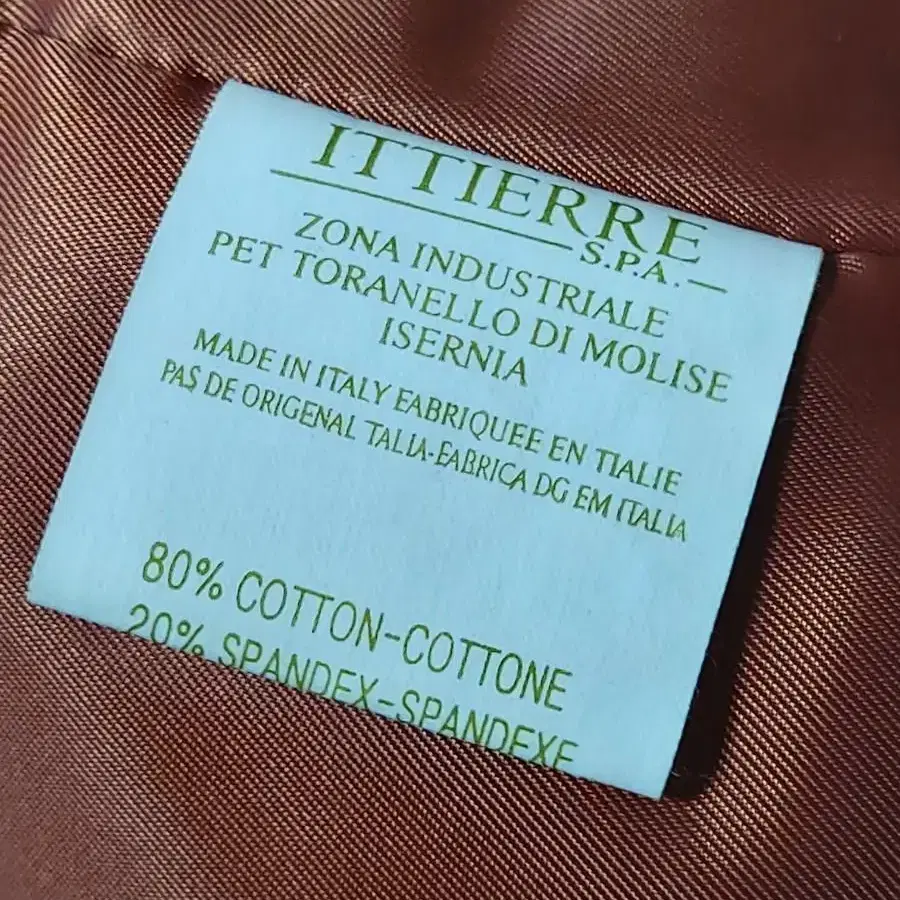 ITTIERRE
S.P.A.
ZONA INDUSTRIALE
PET TORANELLO DI MOLISE
ISERNIA
MADE IN ITALY EABRIQUEE EN TIALIE
PAS DE ORIGENAL TALIA-EABRICA DG EM ITALIA
80% COTTON-COTTONE
20% SPANDEX-SPANDEXE